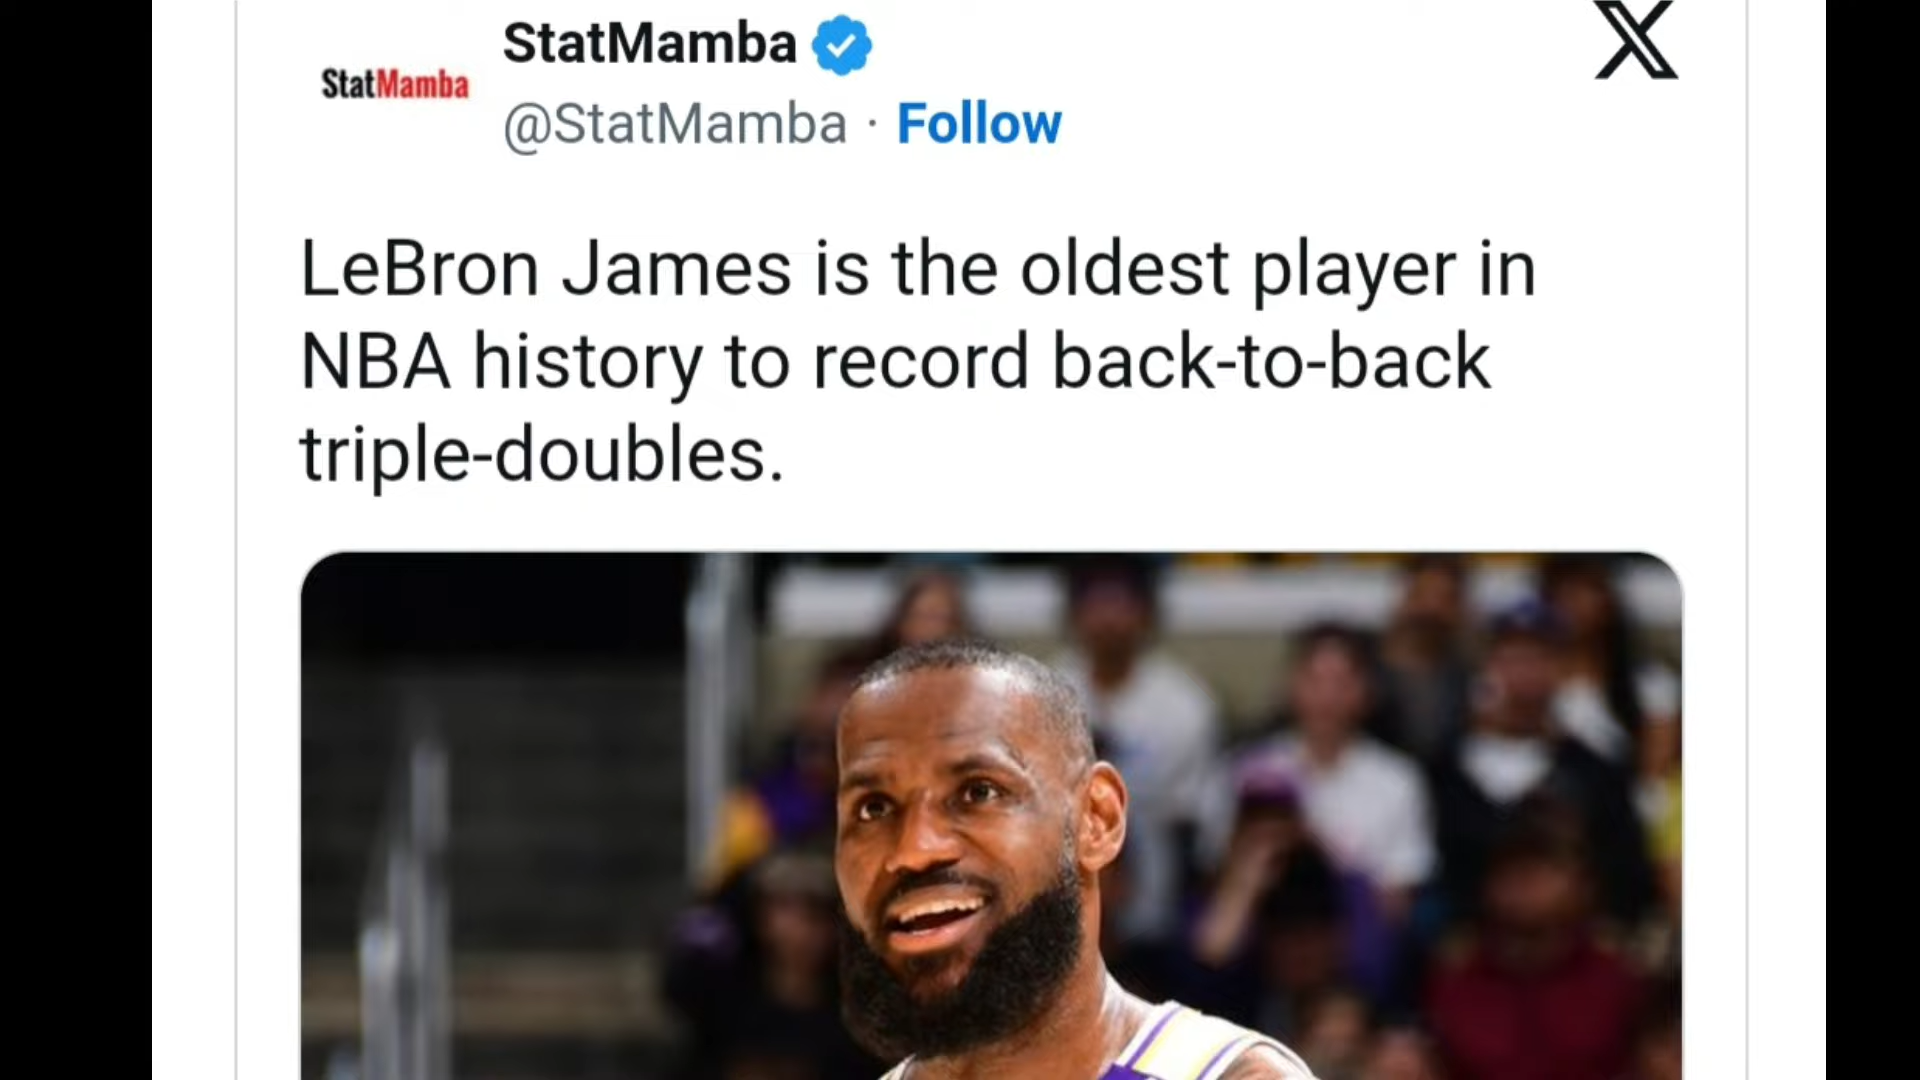 StatMamba
StatMamba
@StatMamba · Follow
LeBron James is the oldest player in
NBA history to record back-to-back
triple-doubles.